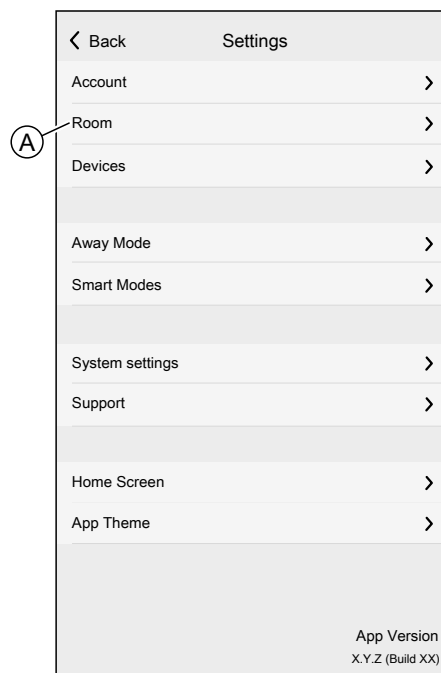 Back Settings
Account
A
Room
Devices
Away Mode
Smart Modes
System settings
Support
Home Screen
App Theme
App Version
X.Y.Z (Build XX)